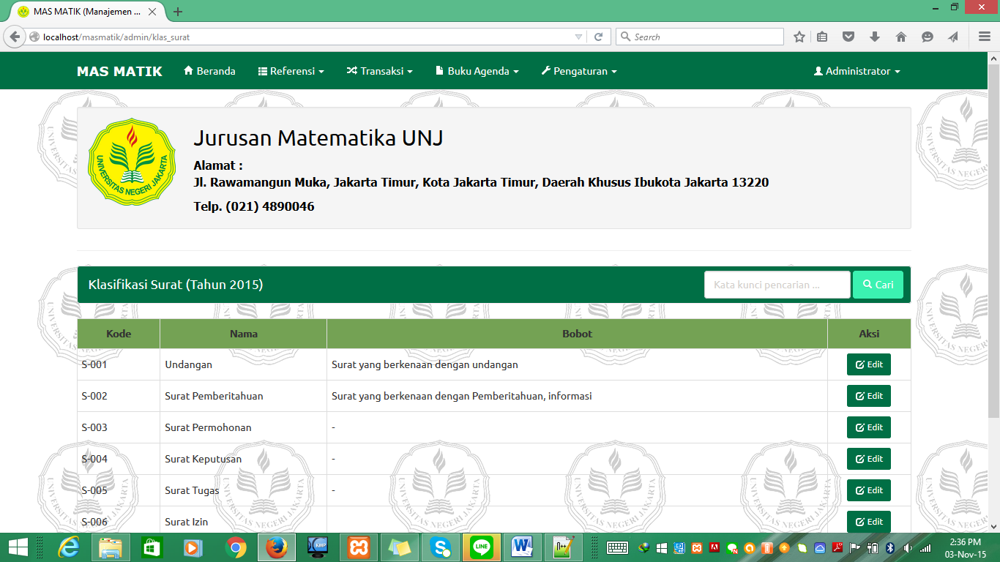 MAS MATIK (Manajemen ...
localhost/masmatik/admin/klas_surat
Search
MAS MATIK Beranda Referensi Transaksi Buku Agenda Pengaturan Administrator
UNIVERSITAS NEGERI JAKARTA
Jurusan Matematika UNJ
Alamat :
Jl. Rawamangun Muka, Jakarta Timur, Kota Jakarta Timur, Daerah Khusus Ibukota Jakarta 13220
Telp. (021) 4890046
Klasifikasi Surat (Tahun 2015) Kata kunci pencarian ... Cari
Kode Nama Bobot Aksi
S-001 Undangan Surat yang berkenaan dengan undangan Edit
S-002 Surat Pemberitahuan Surat yang berkenaan dengan Pemberitahuan, informasi Edit
S-003 Surat Permohonan - Edit
S-004 Surat Keputusan - Edit
S-005 Surat Tugas - Edit
S-006 Surat Izin Edit
KMP
LINE
2:36 PM
03-Nov-15